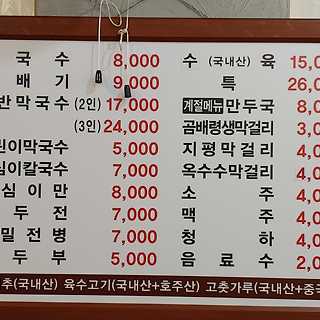 국 수 8,000
배 기 9,000
반 막 국 수 (2인) 17,000
(3인) 24,000
린이막국수 5,000
심이칼국수 7,000
심 이 만 8,000
두 전 7,000
밀 전 병 7,000
두 부 5,000
수 (국내산) 육 15,0
특 26,0
계절메뉴 만두국 8,0
곰배령생막걸리 3,0
지평막걸리 4,0
옥수수막걸리 4,0
소 주 4,0
맥 주 4,0
청 하 4,0
음 료 수 2,0
추(국내산) 육수고기(국내산+호주산) 고춧가루(국내산+중국